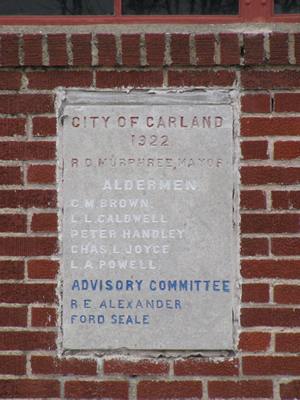 CITY OF GARLAND
1922
R.D. MURPHREE, MAYOR
ALDERMEN
C.M BROWN.
L.L. CALDWELL
PETER HANDLEY
CHAS. L. JOYCE
L.A. POWELL
ADVISORY COMMITTEE
R.E. ALEXANDER
FORD SEALE